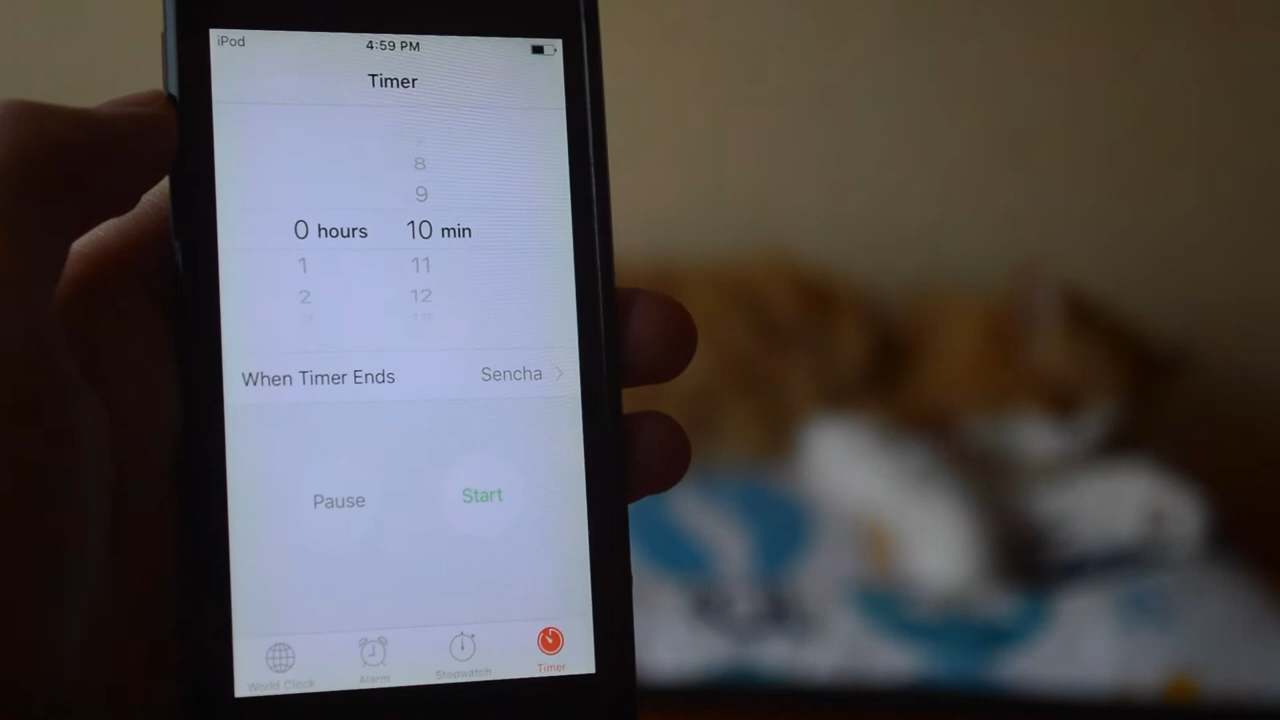 iPod 4:59 PM
Timer
8
9
0 hours 10 min
1 11
2 12
When Timer Ends Sencha
Pause Start
World Clock Alarm Stopwatch Timer